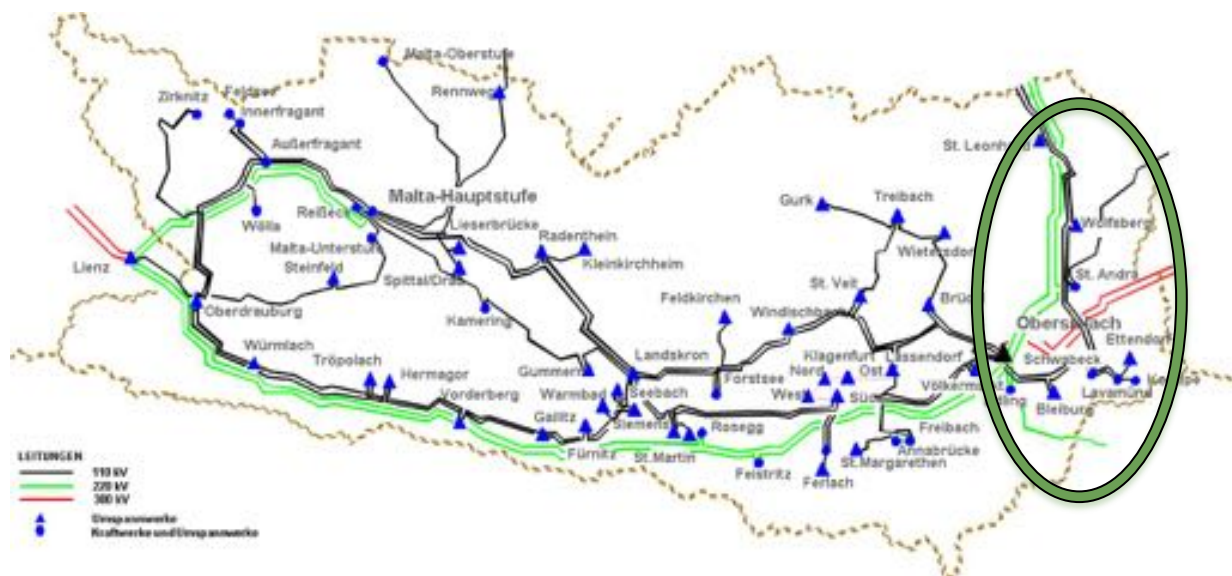 Malta-Oberstufe
Feldsee
Zirknitz
Innerfragant
Rennweg
Außerfragant
St. Leonhard
Malta-Hauptstufe
Gurk
Treibach
Reißeck
Wölla
Lieserbrücke
Radenthein
Wolfsberg
Malta-Unterstufe
Wietersdorf
Lienz
Steinfeld
Spittal/Drau
Kleinkirchheim
St. Andrä
St. Veit
Feldkirchen
Oberdrauburg
Kamering
Windischbach
Brückl
Obersielach
Ettendorf
Würmlach
Landskron
Klagenfurt
Lassendorf
Schwabeck
Tröpolach
Hermagor
Gummern
Nord
Ost
Forstsee
Völkermarkt
Lavamünd
Warmbad
Seebach
West
Süd
Bleiburg
Vorderberg
Gailitz
Siemens
Rosegg
Freibach
Fürnitz
St.Martin
Annabrücke
St.Margarethen
Feistritz
Ferlach
LEITUNGEN
110 kV
220 kV
380 kV
Umspannwerke
Kraftwerke und Umspannwerke